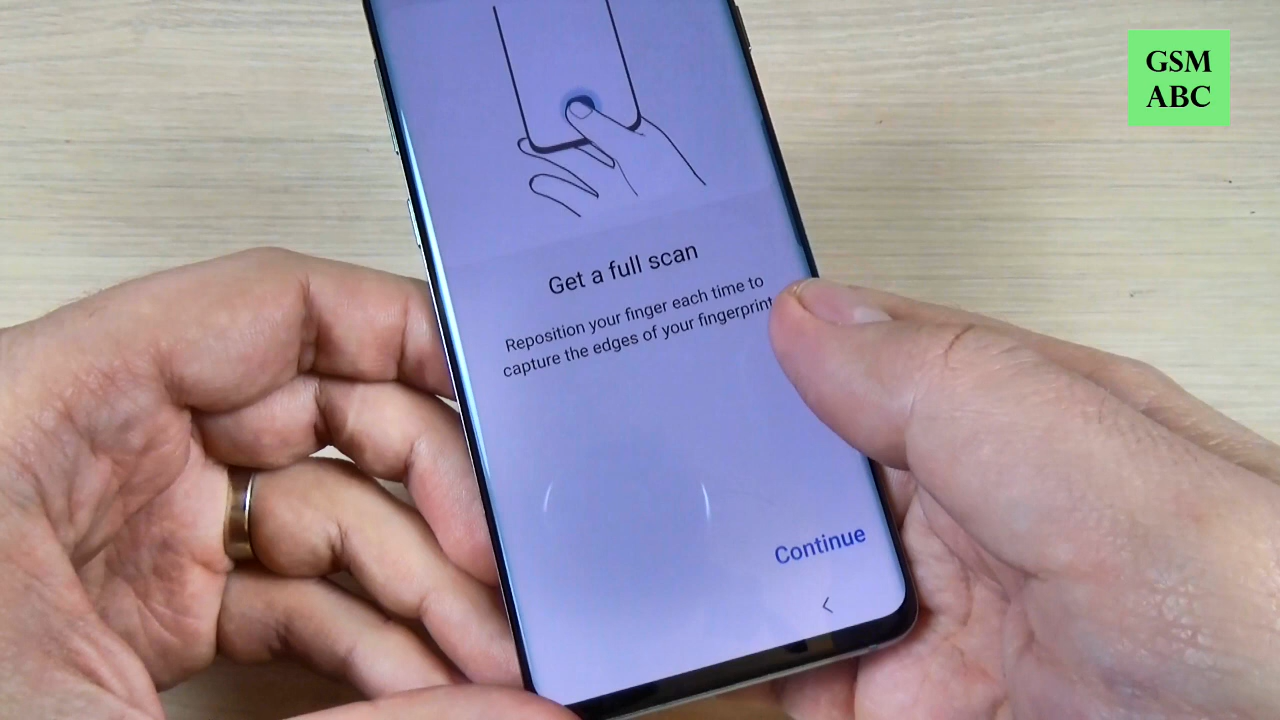 GSM
ABC
Get a full scan
Reposition your finger each time to
capture the edges of your fingerprint
Continue